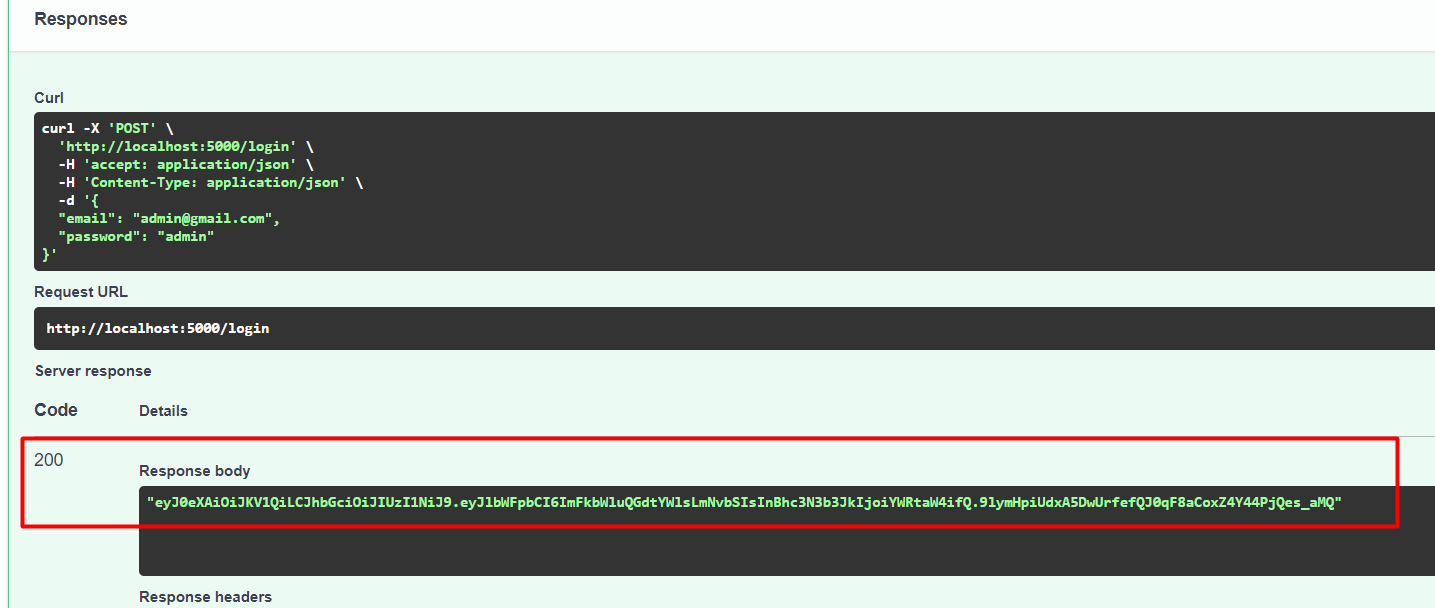 Responses
Curl
curl -X 'POST' \
'http://localhost:5000/login' \
-H 'accept: application/json' \
-H 'Content-Type: application/json' \
-d '{
"email": "admin@gmail.com",
"password": "admin"
}'
Request URL
http://localhost:5000/login
Server response
Code Details
200
Response body
"eyJ0eXAiOiJKV1QiLCJhbGciOiJIUzI1NiJ9.eyJlbWFpbCI6ImFkbWluQGdtYWlsLmNvbSIsInBhc3N3b3JkIjoiYWRtaW4ifQ.9lymHpiUdxA5DwUrfefQJ0qF8aCoxZ4Y44PjQes_aMQ"
Response headers